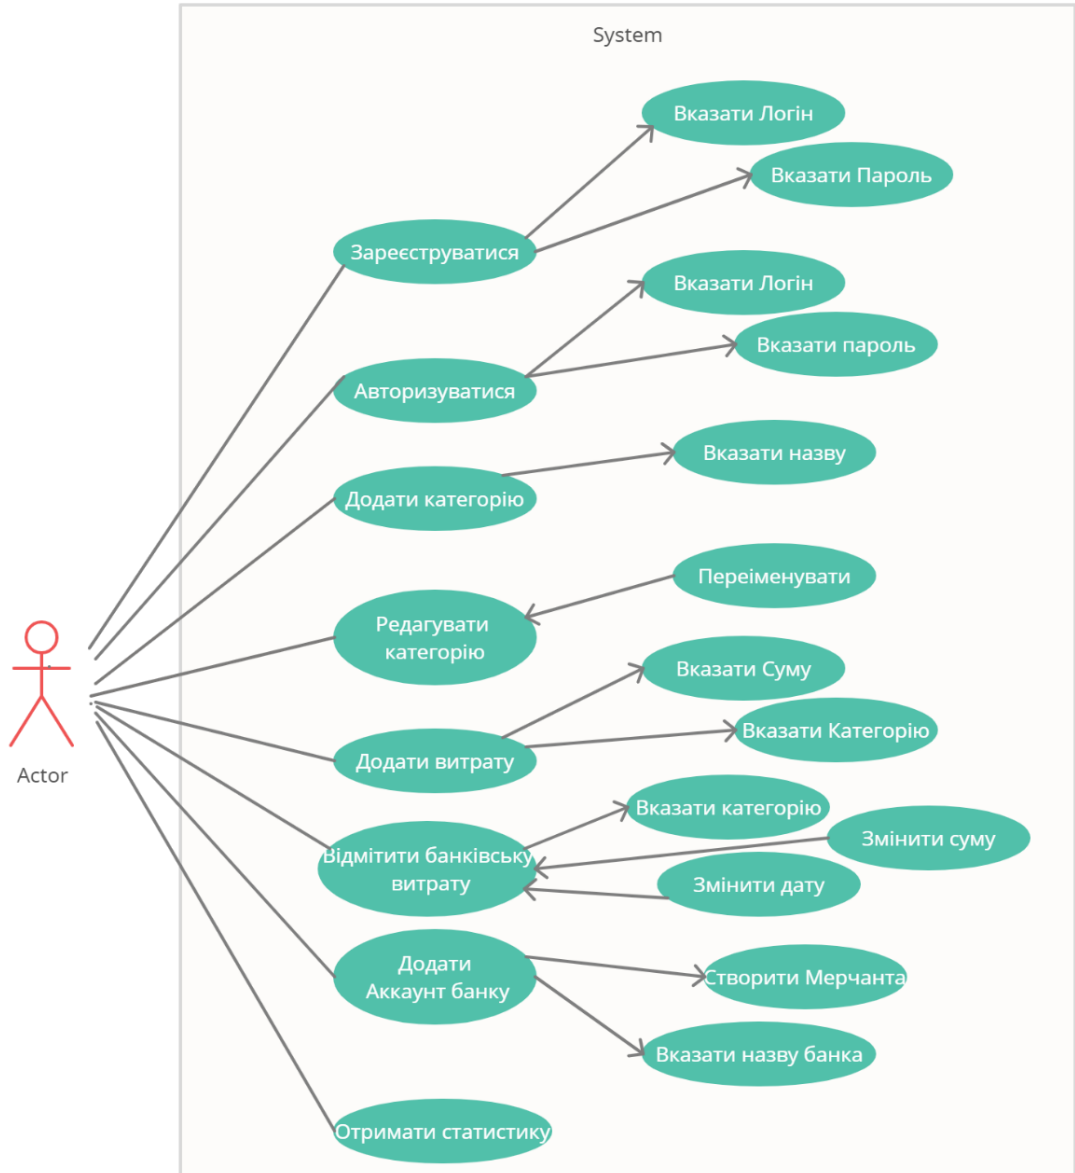 System
Вказати Логін
Вказати Пароль
Зареєструватися
Вказати Логін
Вказати пароль
Авторизуватися
Вказати назву
Додати категорію
Переіменувати
Редагувати
категорію
Вказати Суму
Вказати Категорію
Додати витрату
Actor
Вказати категорію
Змінити суму
Відмітити банківську
витрату
Змінити дату
Додати
Аккаунт банку
Створити Мерчанта
Вказати назву банка
Отримати статистику